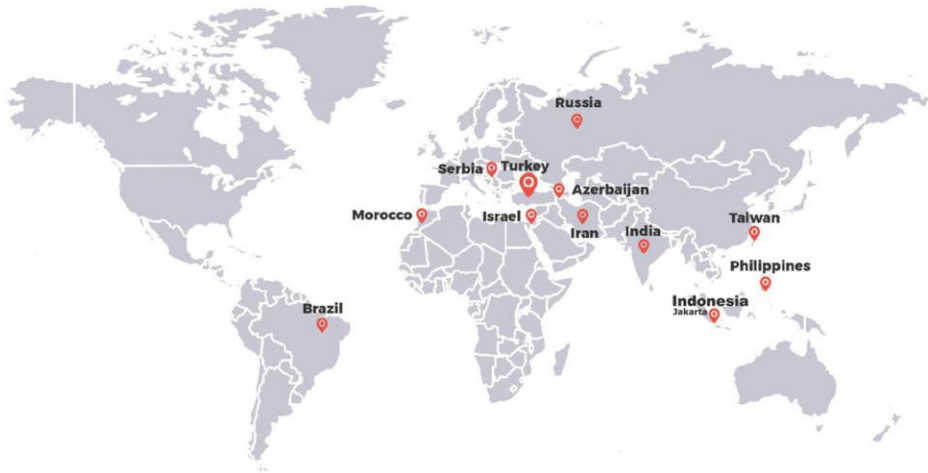 Russia
Serbia
Turkey
Azerbaijan
Morocco
Israel
Iran
India
Taiwan
Philippines
Indonesia
Jakarta
Brazil